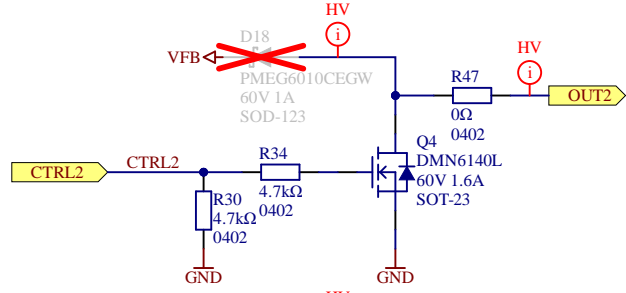 HV
D18
VFB
i
HV
PMEG6010CEGW
60V 1A
SOD-123
i
R47
OUT2
0Ω
0402
Q4
DMN6140L
60V 1.6A
SOT-23
CTRL2
CTRL2
R34
4.7kΩ
0402
R30
4.7kΩ
0402
GND
GND